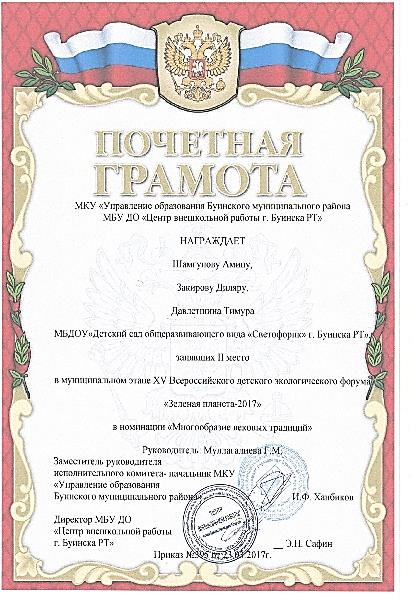 ПОЧЕТНАЯ
ГРАМОТА
МКУ «Управление образования Буинского муниципального района
МБУ ДО «Центр внешкольной работы г. Буинска РТ»
НАГРАЖДАЕТ
Шамгунову Амину,
Закирову Диляру,
Давлетшина Тимура
МБДОУ«Детский сад общеразвивающего вида «Светофорик» г. Буинска РТ»,
занявших II место
в муниципальном этапе XV Всероссийского детского экологического форума
«Зеленая планета-2017»
в номинации «Многообразие вековых традиций»
Руководитель Муллагалиева Г.М.
Заместитель руководителя
исполнительного комитета- начальник МКУ
«Управление образования
Буинского муниципального района
И.Ф. Ханбиков
Директор МБУ ДО
«Центр внешкольной работы
г. Буинска РТ»
Э.Н. Сафин
Приказ №395 от 23.03.2017г.